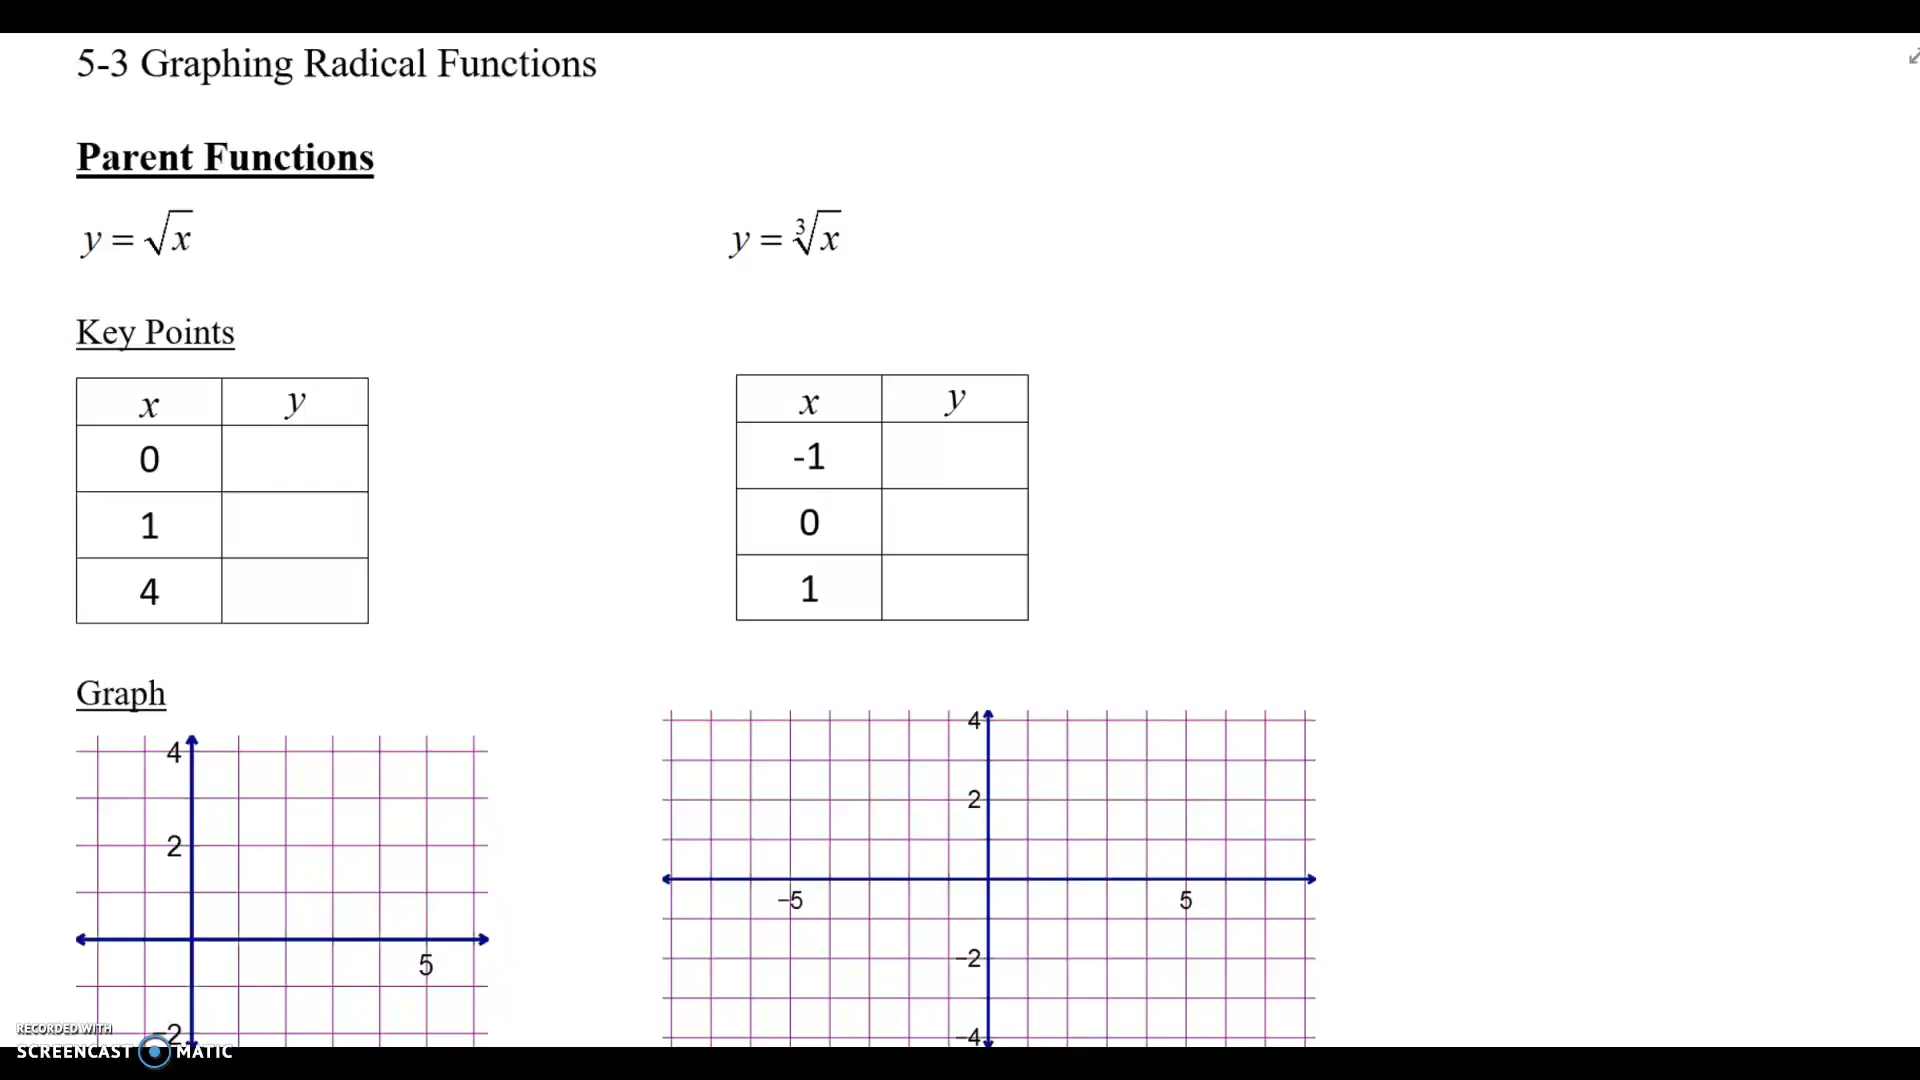 5-3 Graphing Radical Functions
Parent Functions
y = √x
y = ∛x
Key Points
x y
0
1
4
x y
-1
0
1
Graph
4
2
5
−2
4
2
−5 5
−2
−4
RECORDED WITH
SCREENCAST MATIC